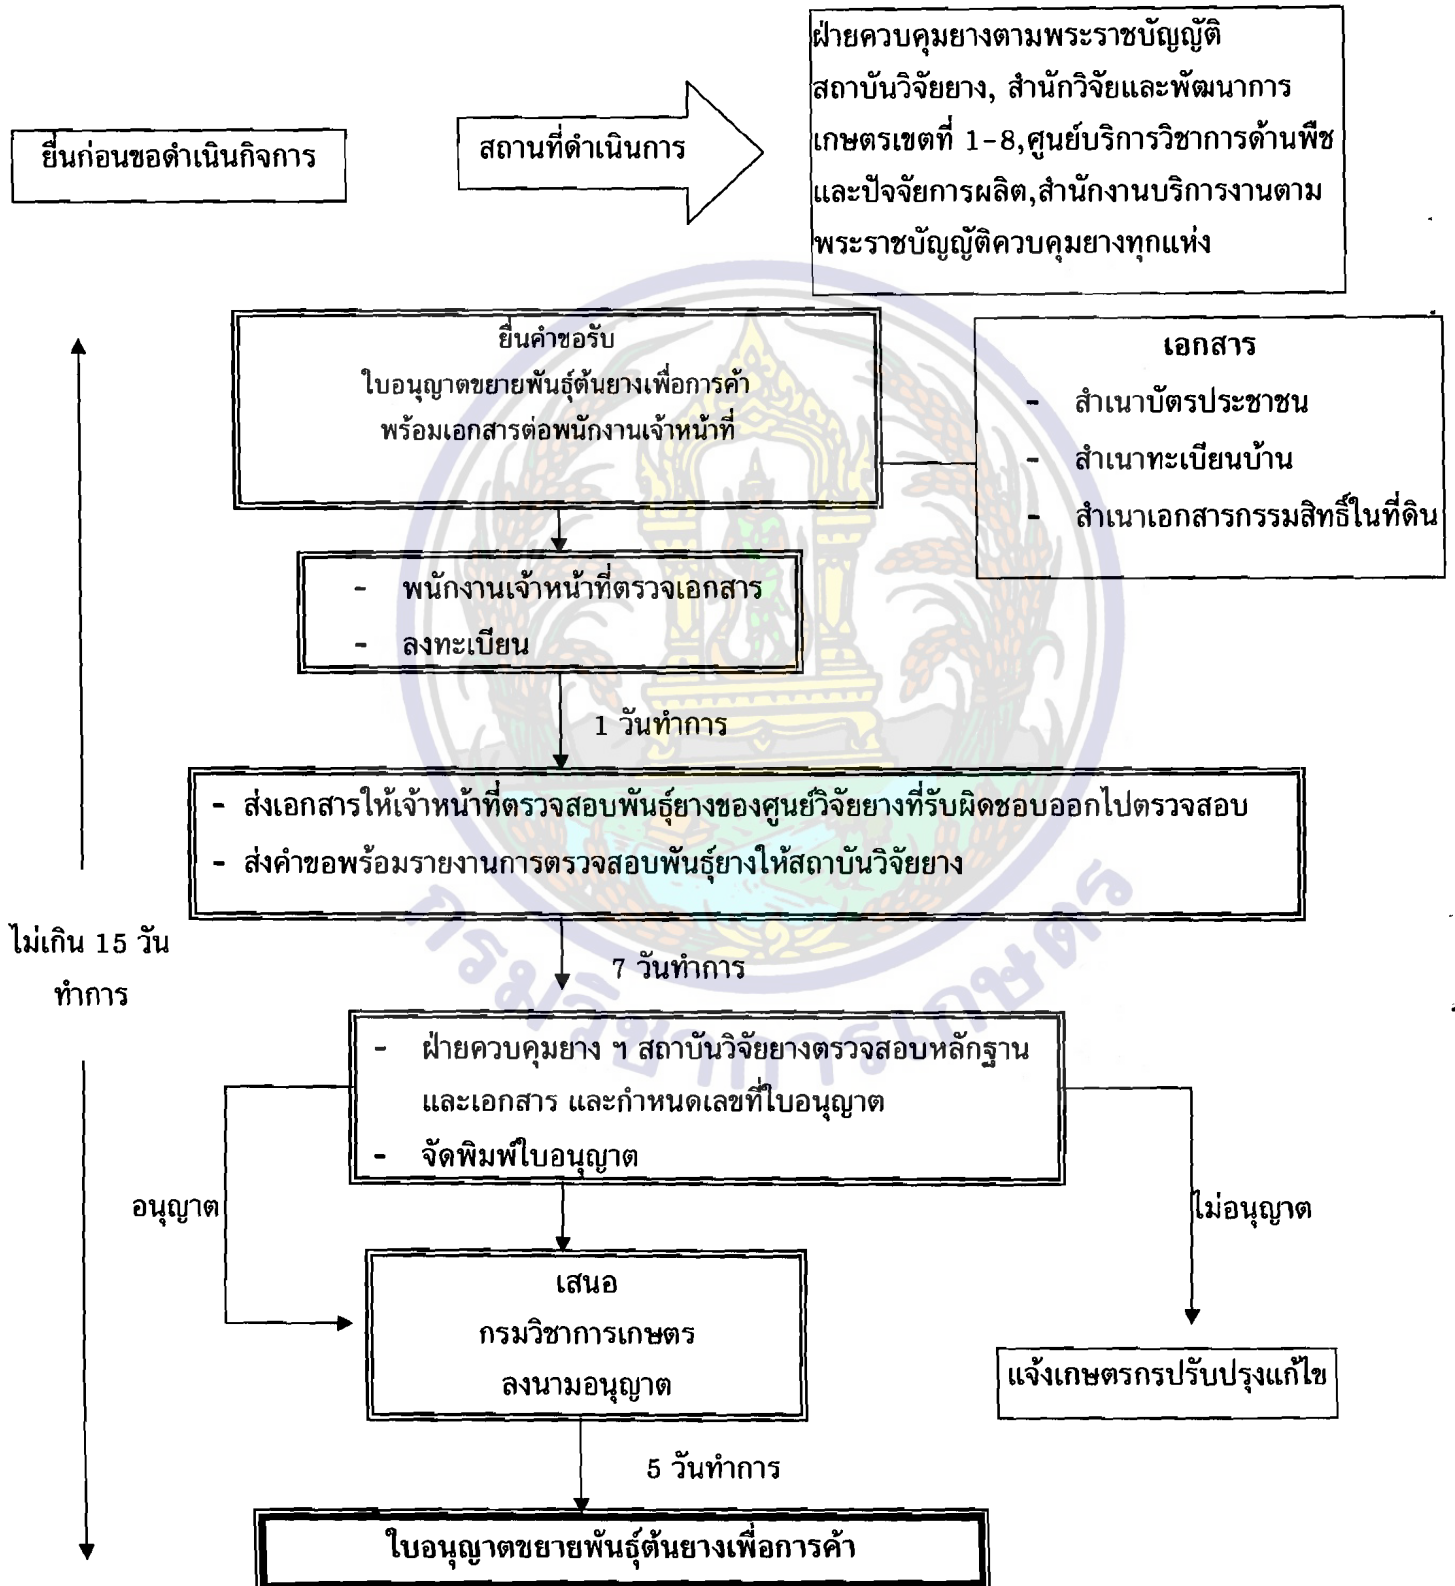 ยื่นก่อนขอดำเนินกิจการ
สถานที่ดำเนินการ
ฝ่ายควบคุมยางตามพระราชบัญญัติ
สถาบันวิจัยยาง, สำนักวิจัยและพัฒนาการ
เกษตรเขตที่ 1-8,ศูนย์บริการวิชาการด้านพืช
และปัจจัยการผลิต,สำนักงานบริการงานตาม
พระราชบัญญัติควบคุมยางทุกแห่ง
ยื่นคำขอรับ
ใบอนุญาตขยายพันธุ์ต้นยางเพื่อการค้า
พร้อมเอกสารต่อพนักงานเจ้าหน้าที่
เอกสาร
- สำเนาบัตรประชาชน
- สำเนาทะเบียนบ้าน
- สำเนาเอกสารกรรมสิทธิ์ในที่ดิน
- พนักงานเจ้าหน้าที่ตรวจเอกสาร
- ลงทะเบียน
1 วันทำการ
- ส่งเอกสารให้เจ้าหน้าที่ตรวจสอบพันธุ์ยางของศูนย์วิจัยยางที่รับผิดชอบออกไปตรวจสอบ
- ส่งคำขอพร้อมรายงานการตรวจสอบพันธุ์ยางให้สถาบันวิจัยยาง
ไม่เกิน 15 วัน
ทำการ
7 วันทำการ
กรมวิชาการเกษตร
- ฝ่ายควบคุมยาง ฯ สถาบันวิจัยยางตรวจสอบหลักฐาน
และเอกสาร และกำหนดเลขที่ใบอนุญาต
- จัดพิมพ์ใบอนุญาต
อนุญาต
ไม่อนุญาต
เสนอ
กรมวิชาการเกษตร
ลงนามอนุญาต
แจ้งเกษตรกรปรับปรุงแก้ไข
5 วันทำการ
ใบอนุญาตขยายพันธุ์ต้นยางเพื่อการค้า